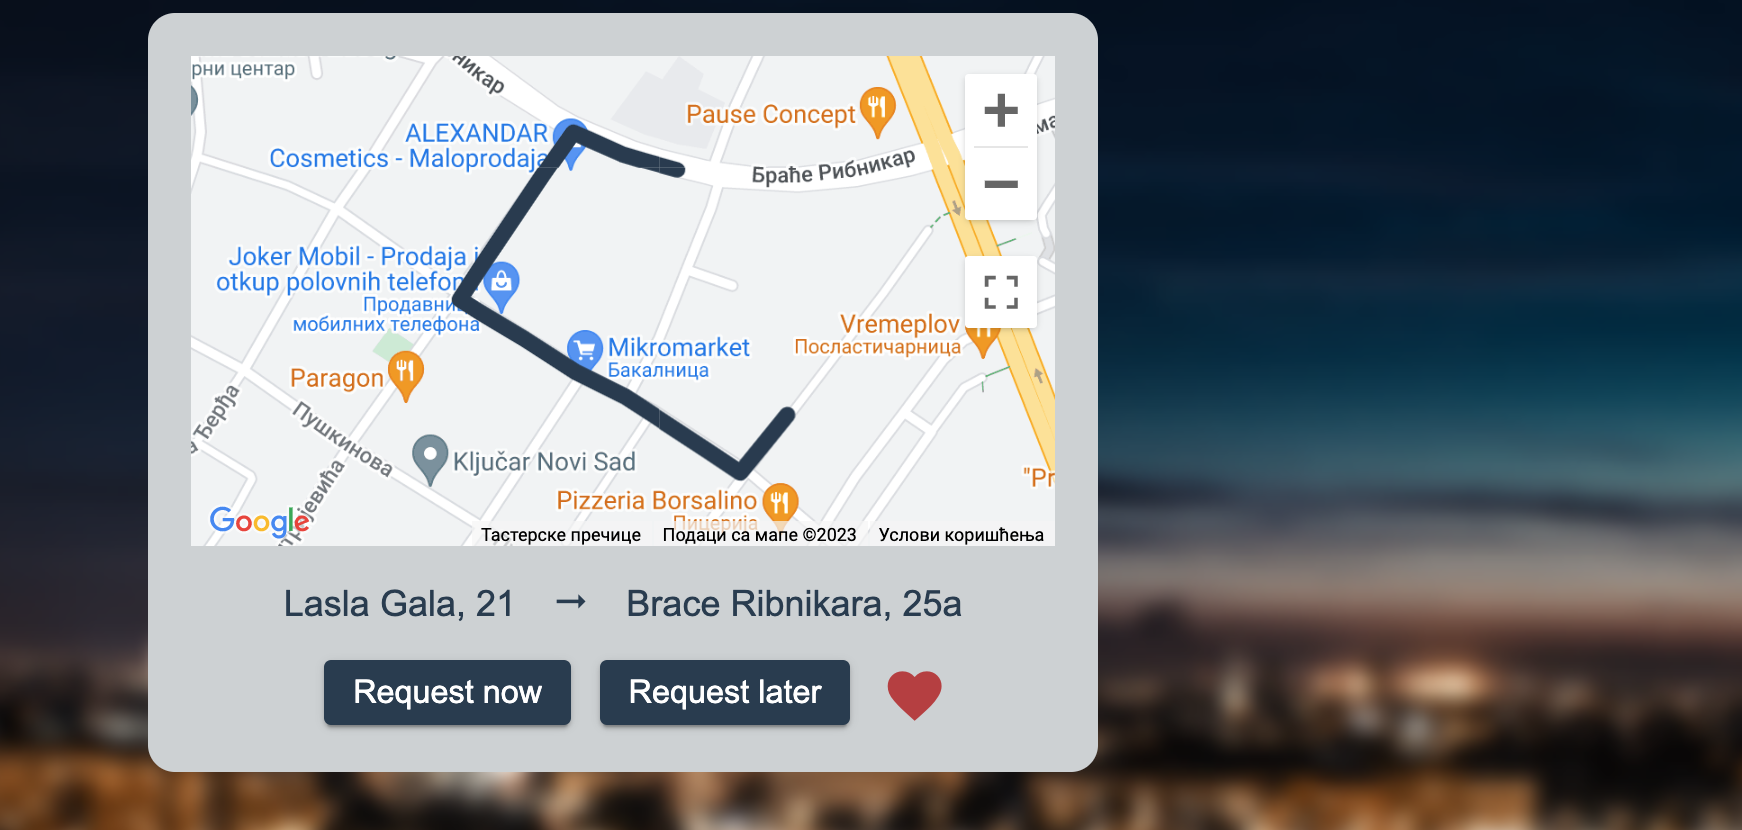 рни центар
никар
ALEXANDAR
Cosmetics - Maloprodaja
Pause Concept
Браће Рибникар
Joker Mobil - Prodaja i
otkup polovnih telefona
Продавница
мобилних телефона
Mikromarket
Бакалница
Vremeplov
Посластичарница
Paragon
Пушкинова
а Ђерђа
Ključar Novi Sad
Pizzeria Borsalino
Пицерија
"Pr
Google
Тастерске пречице
Подаци са мапе ©2023
Услови коришћења
Lasla Gala, 21 → Brace Ribnikara, 25a
Request now
Request later